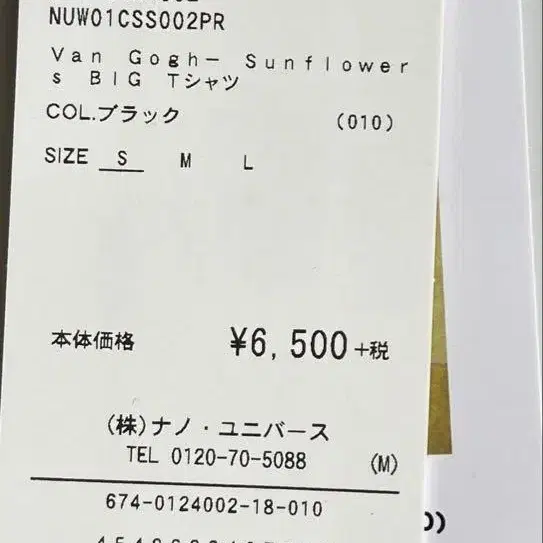 NUW01CSS002PR
Van Gogh- Sunflower
s BIG Tシャツ
COL.ブラック (010)
SIZE S M L
本体価格 ¥6,500+税
(株)ナノ・ユニバース
TEL 0120-70-5088 (M)
674-0124002-18-010